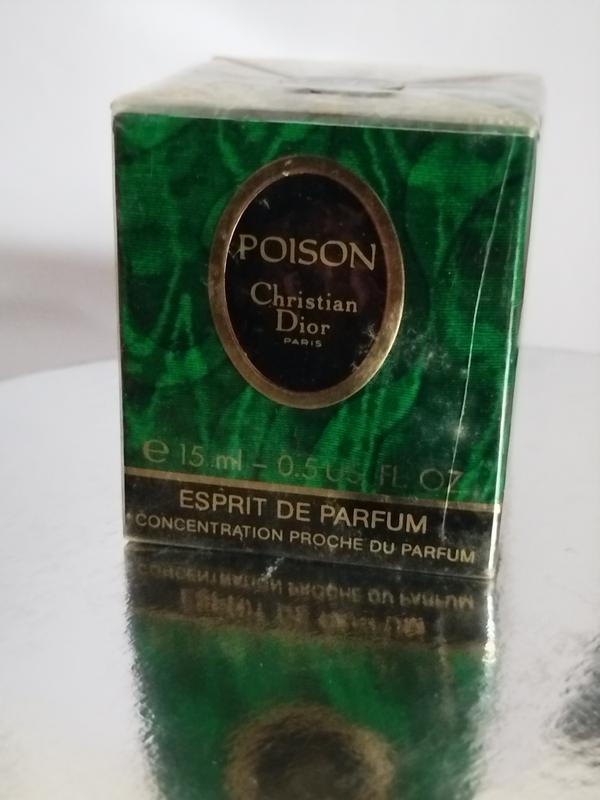 POISON
Christian
Dior
PARIS
e 15 ml - 0.5 US FL. OZ
ESPRIT DE PARFUM
CONCENTRATION PROCHE DU PARFUM